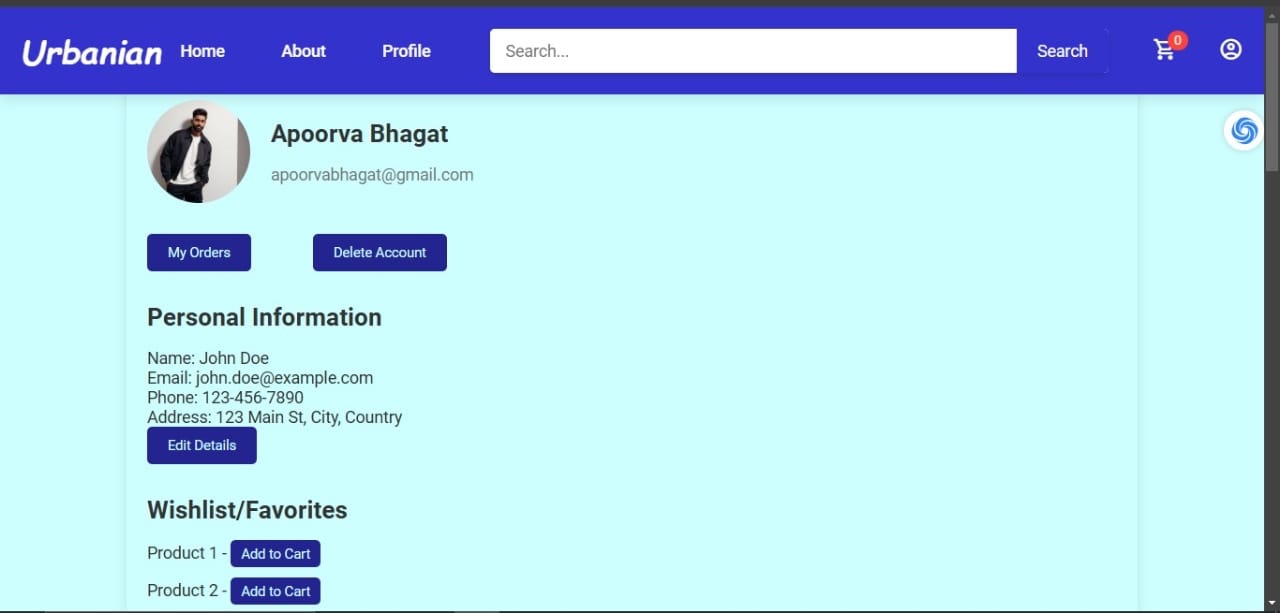 Urbanian Home About Profile Search... Search 0
Apoorva Bhagat
apoorvabhagat@gmail.com
My Orders Delete Account
Personal Information
Name: John Doe
Email: john.doe@example.com
Phone: 123-456-7890
Address: 123 Main St, City, Country
Edit Details
Wishlist/Favorites
Product 1 - Add to Cart
Product 2 - Add to Cart